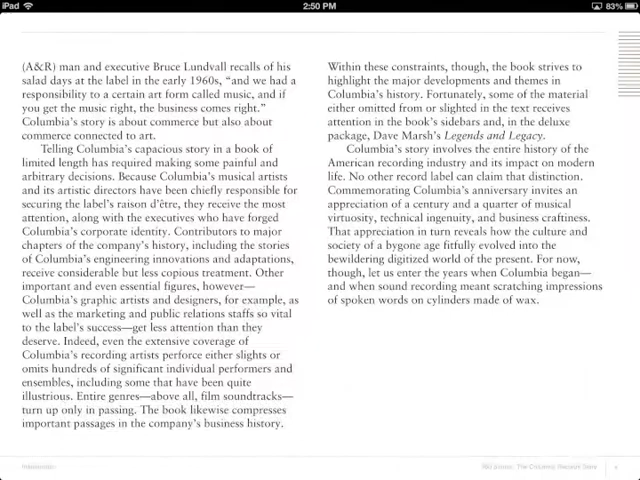 iPad
2:50 PM
83%
(A&R) man and executive Bruce Lundvall recalls of his
salad days at the label in the early 1960s, “and we had a
responsibility to a certain art form called music, and if
you get the music right, the business comes right.”
Columbia’s story is about commerce but also about
commerce connected to art.
Telling Columbia’s capacious story in a book of
limited length has required making some painful and
arbitrary decisions. Because Columbia’s musical artists
and its artistic directors have been chiefly responsible for
securing the label’s raison d’être, they receive the most
attention, along with the executives who have forged
Columbia’s corporate identity. Contributors to major
chapters of the company’s history, including the stories
of Columbia’s engineering innovations and adaptations,
receive considerable but less copious treatment. Other
important and even essential figures, however—
Columbia’s graphic artists and designers, for example, as
well as the marketing and public relations staffs so vital
to the label’s success—get less attention than they
deserve. Indeed, even the extensive coverage of
Columbia’s recording artists perforce either slights or
omits hundreds of significant individual performers and
ensembles, including some that have been quite
illustrious. Entire genres—above all, film soundtracks—
turn up only in passing. The book likewise compresses
important passages in the company’s business history.
Within these constraints, though, the book strives to
highlight the major developments and themes in
Columbia’s history. Fortunately, some of the material
either omitted from or slighted in the text receives
attention in the book’s sidebars and, in the deluxe
package, Dave Marsh’s Legends and Legacy.
Columbia’s story involves the entire history of the
American recording industry and its impact on modern
life. No other record label can claim that distinction.
Commemorating Columbia’s anniversary invites an
appreciation of a century and a quarter of musical
virtuosity, technical ingenuity, and business craftiness.
That appreciation in turn reveals how the culture and
society of a bygone age fitfully evolved into the
bewildering digitized world of the present. For now,
though, let us enter the years when Columbia began—
and when sound recording meant scratching impressions
of spoken words on cylinders made of wax.
Introduction
The Columbia Records Story